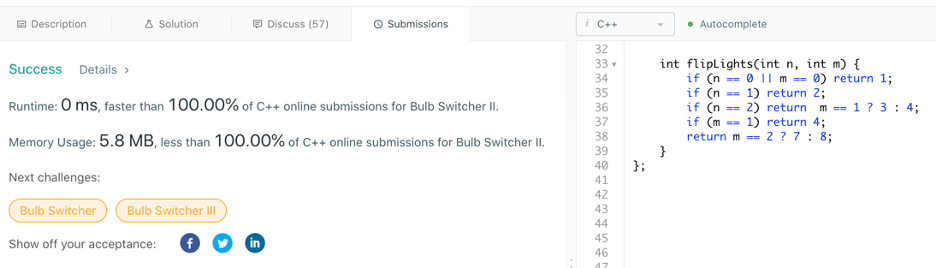 Description Solution Discuss (57) Submissions
Success Details >
Runtime: 0 ms, faster than 100.00% of C++ online submissions for Bulb Switcher II.
Memory Usage: 5.8 MB, less than 100.00% of C++ online submissions for Bulb Switcher II.
Next challenges:
Bulb Switcher Bulb Switcher III
Show off your acceptance:
i C++ Autocomplete
32
33 int flipLights(int n, int m) {
34 if (n == 0 || m == 0) return 1;
35 if (n == 1) return 2;
36 if (n == 2) return  m == 1 ? 3 : 4;
37 if (m == 1) return 4;
38 return m == 2 ? 7 : 8;
39 }
40 };
41
42
43
44
45
46
47